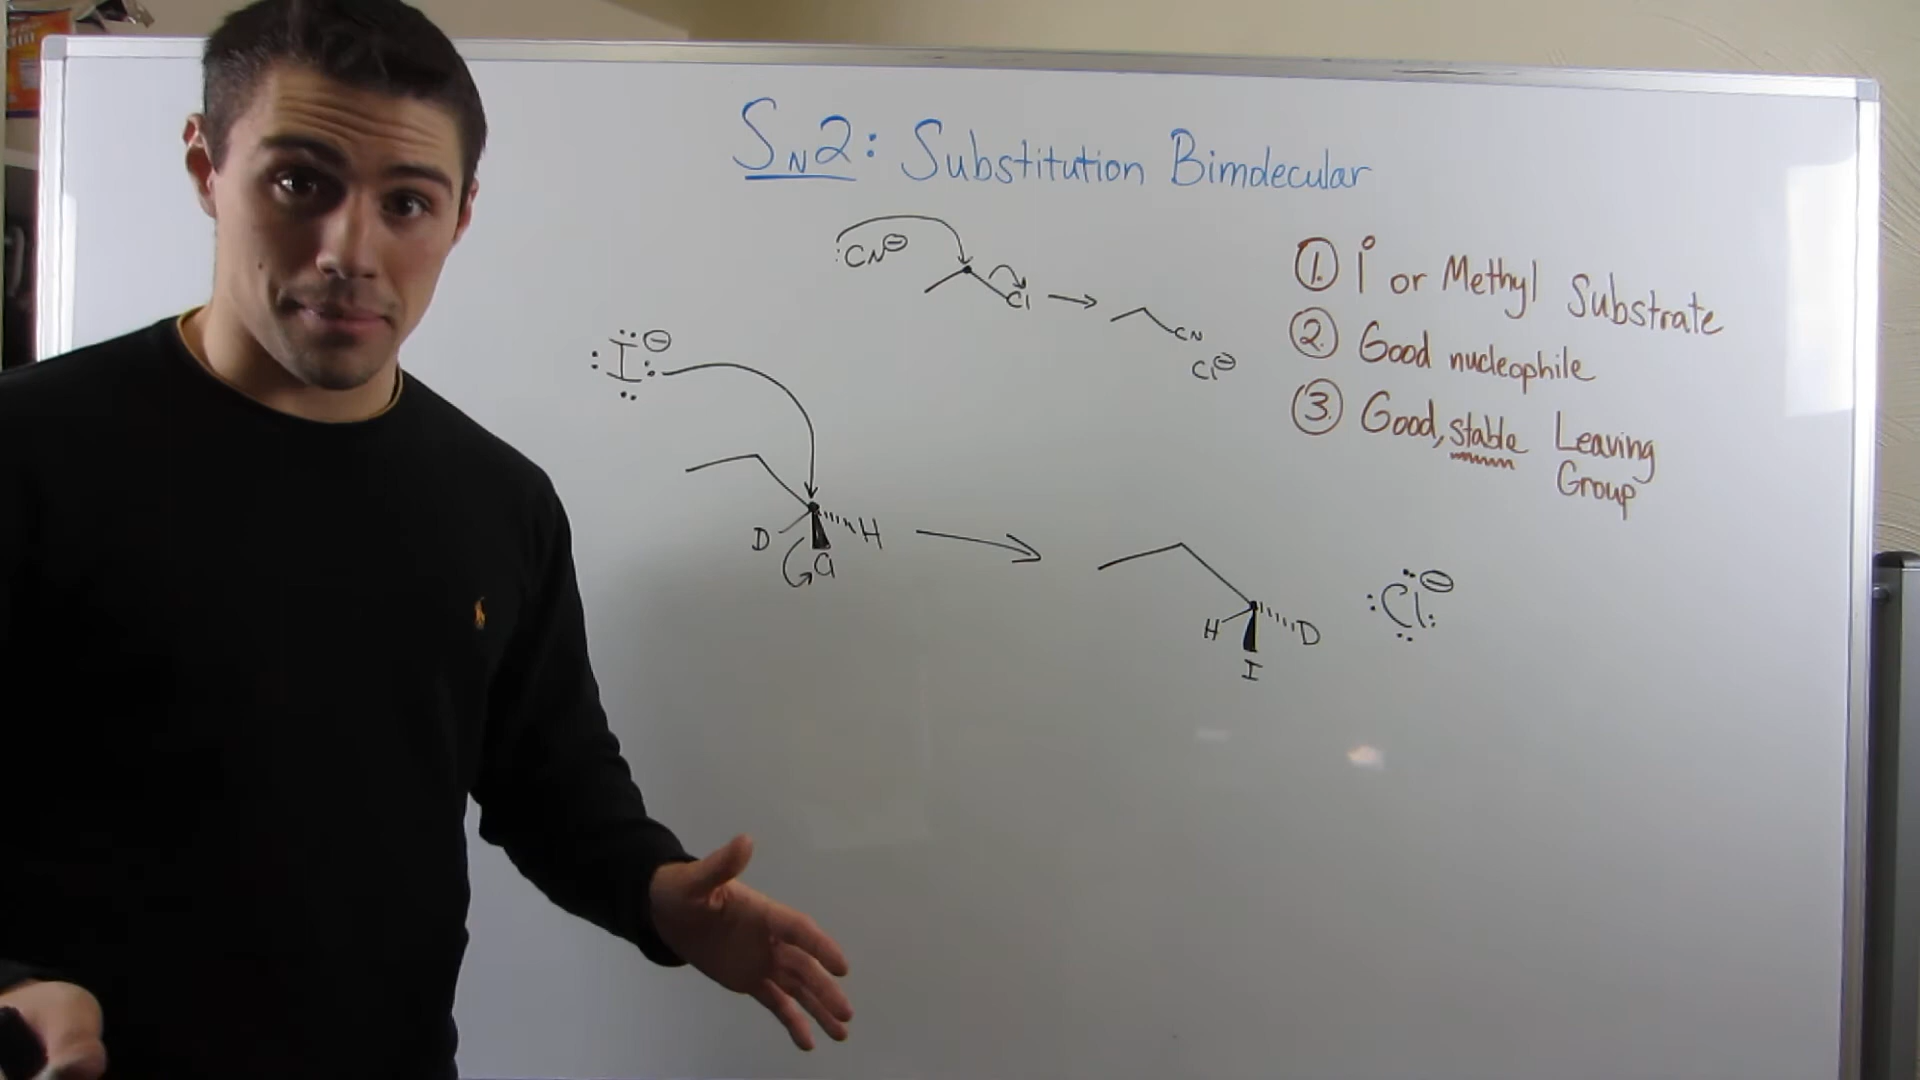 SN2: Substitution Bimolecular
:CN⊖
Cl
CN
Cl⊖
1. 1° or Methyl Substrate
2. Good nucleophile
3. Good, stable Leaving
Group
I ⊖
D H
Cl
H D
I
Cl ⊖